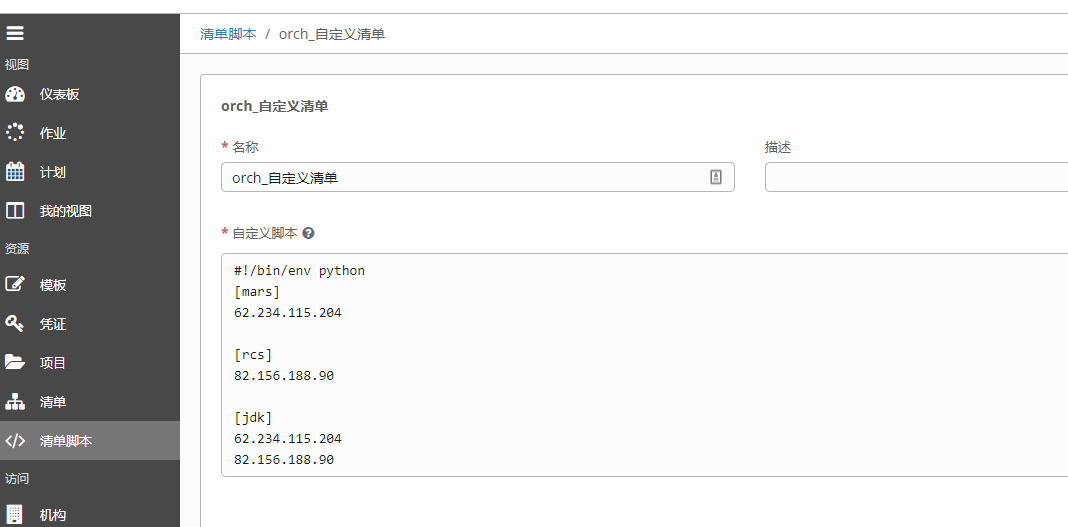 视图
仪表板
作业
计划
我的视图
资源
模板
凭证
项目
清单
清单脚本
访问
机构
清单脚本 / orch_自定义清单
orch_自定义清单
* 名称
描述
orch_自定义清单
* 自定义脚本
#!/bin/env python
[mars]
62.234.115.204
[rcs]
82.156.188.90
[jdk]
62.234.115.204
82.156.188.90